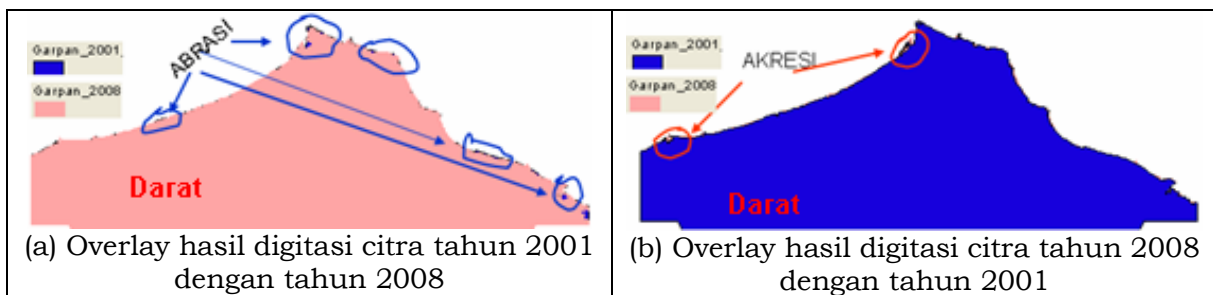 Garpan_2001
Garpan_2008
ABRASI
Darat
(a) Overlay hasil digitasi citra tahun 2001
dengan tahun 2008
Garpan_2001
Garpan_2008
AKRESI
Darat
(b) Overlay hasil digitasi citra tahun 2008
dengan tahun 2001